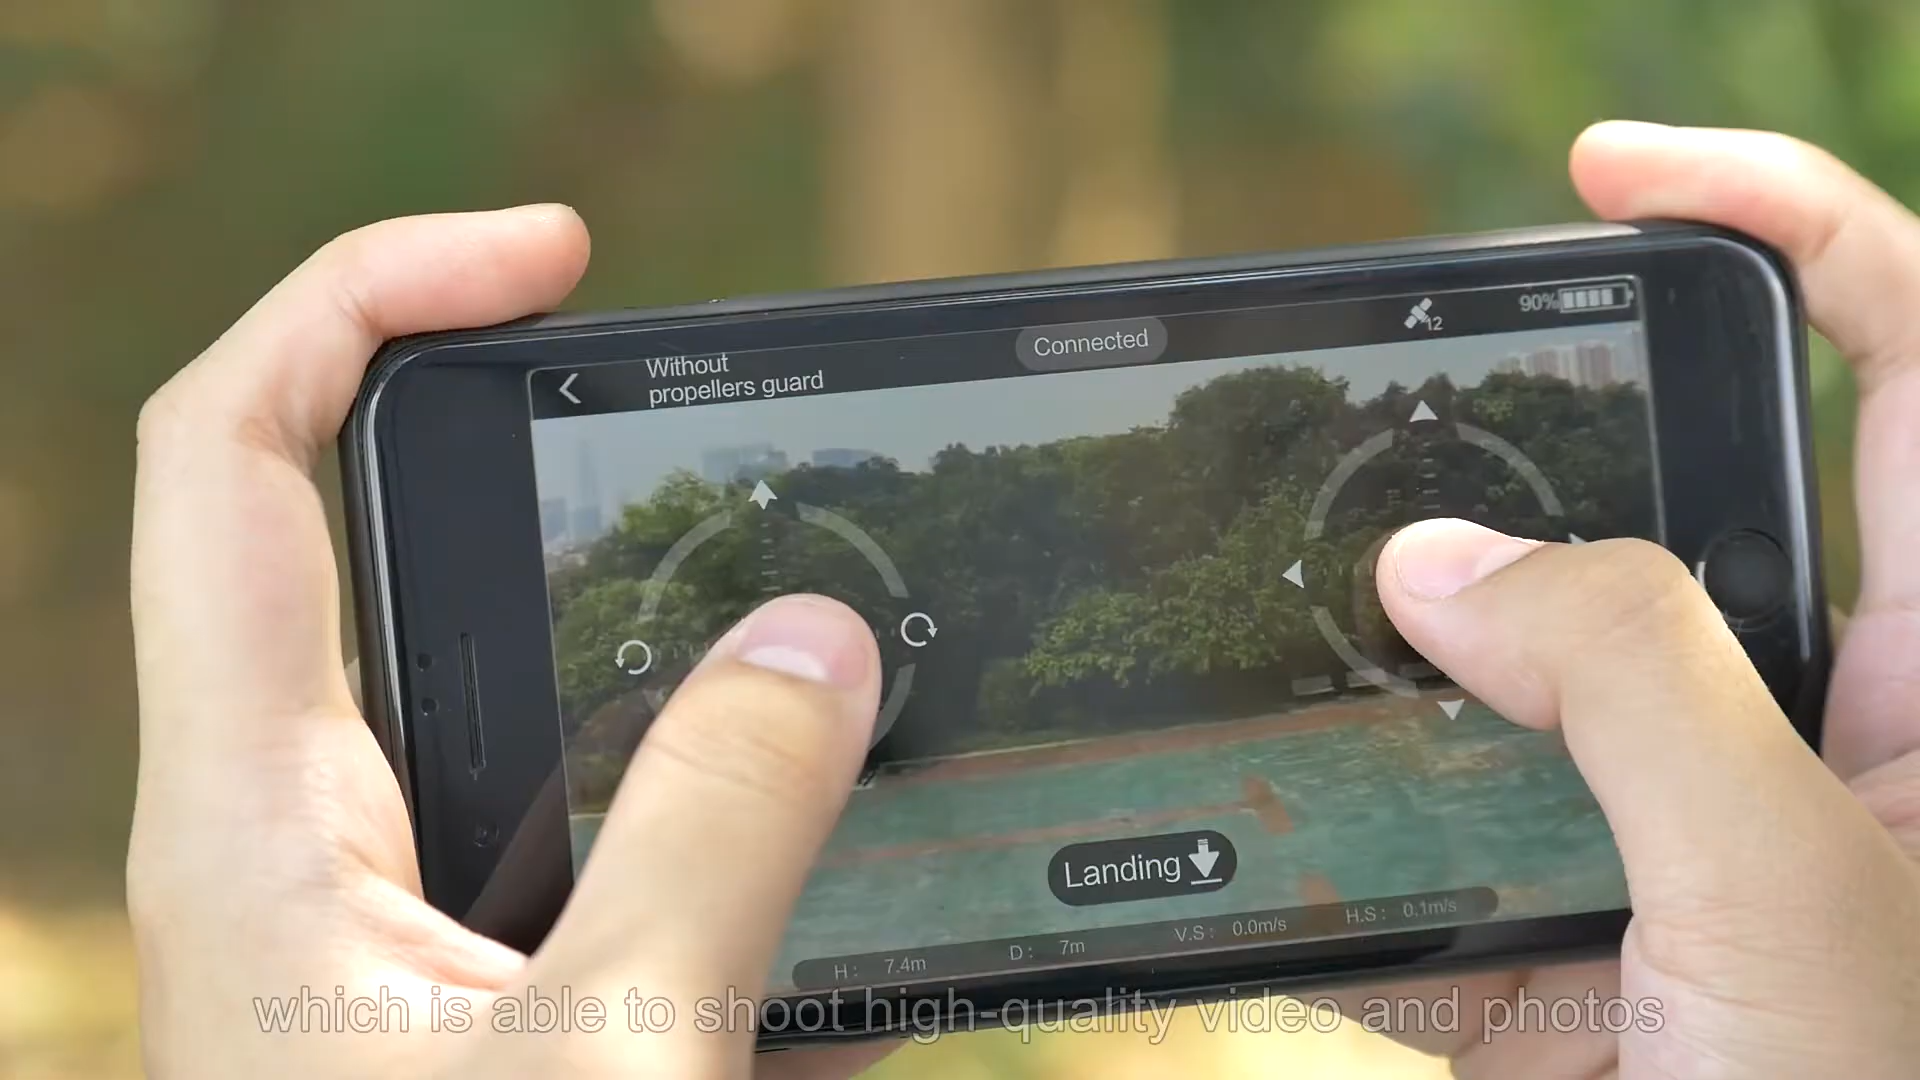 Without
propellers guard
Connected
12
90%
Landing
H : 7.4m D : 7m V.S : 0.0m/s H.S : 0.1m/s
which is able to shoot high-quality video and photos